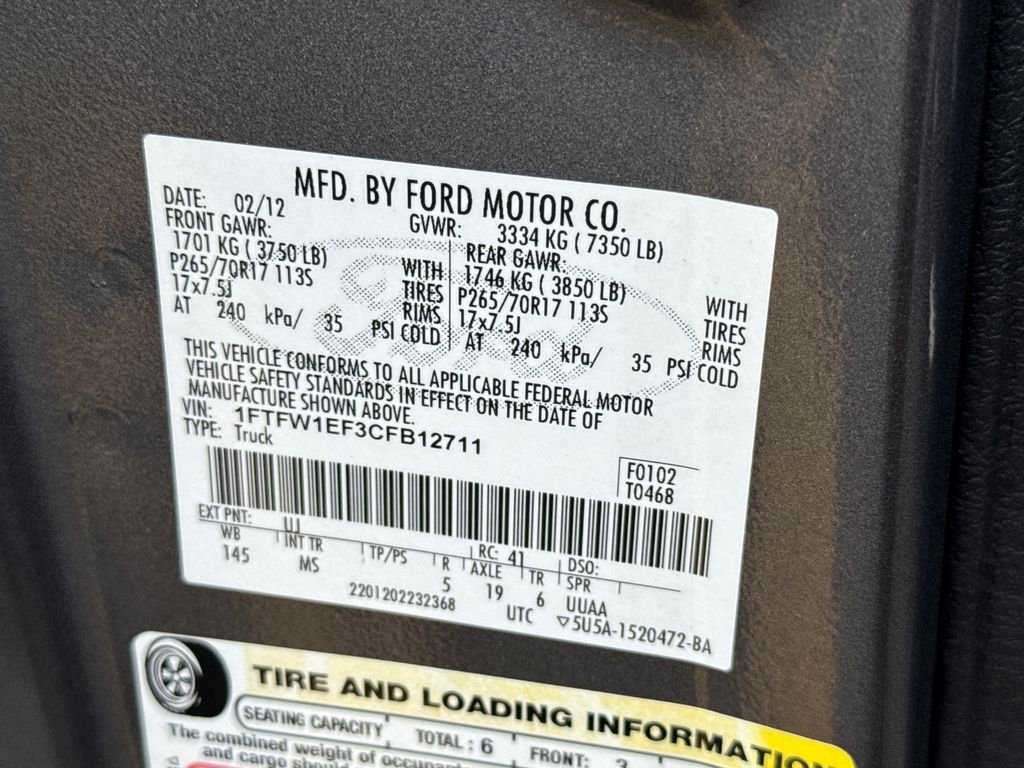 MFD. BY FORD MOTOR CO.
DATE: 02/12 GVWR: 3334 KG ( 7350 LB)
FRONT GAWR: REAR GAWR:
1701 KG ( 3750 LB) WITH 1746 KG ( 3850 LB) WITH
P265/70R17 113S TIRES P265/70R17 113S TIRES
17x7.5J RIMS 17x7.5J RIMS
AT 240 kPa/ 35 PSI COLD AT 240 kPa/ 35 PSI COLD
THIS VEHICLE CONFORMS TO ALL APPLICABLE FEDERAL MOTOR
VEHICLE SAFETY STANDARDS IN EFFECT ON THE DATE OF
MANUFACTURE SHOWN ABOVE.
VIN: 1FTFW1EF3CFB12711
TYPE: Truck
F0102
T0468
EXT PNT: UJ RC: 41 DSO:
WB INT TR TP/PS R AXLE TR SPR
145 MS 5 19 6 UUAA
2201202232368 UTC ▽5U5A-1520472-BA
TIRE AND LOADING INFORMATION
SEATING CAPACITY TOTAL : 6 FRONT: 3
The combined weight of
and cargo